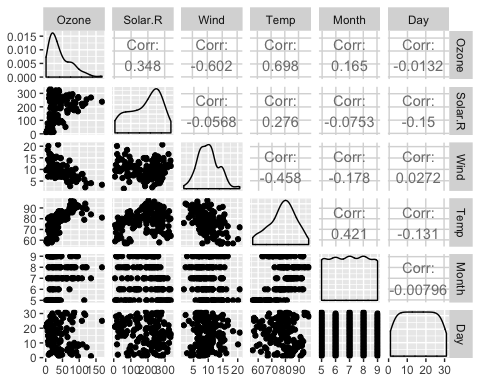 Ozone Solar.R Wind Temp Month Day
0.015
0.010
0.005
0.000
Corr:
0.348
Corr:
-0.602
Corr:
0.698
Corr:
0.165
Corr:
-0.0132
Ozone
300
200
100
0
Corr:
-0.0568
Corr:
0.276
Corr:
-0.0753
Corr:
-0.15
Solar.R
20
15
10
5
Corr:
-0.458
Corr:
-0.178
Corr:
0.0272
Wind
90
80
70
60
Corr:
0.421
Corr:
-0.131
Temp
9
8
7
6
5
Corr:
-0.00796
Month
30
20
10
0
Day
0 50 100 150 0 100 200 300 5 10 15 20 60 70 80 90 5 6 7 8 9 0 10 20 30